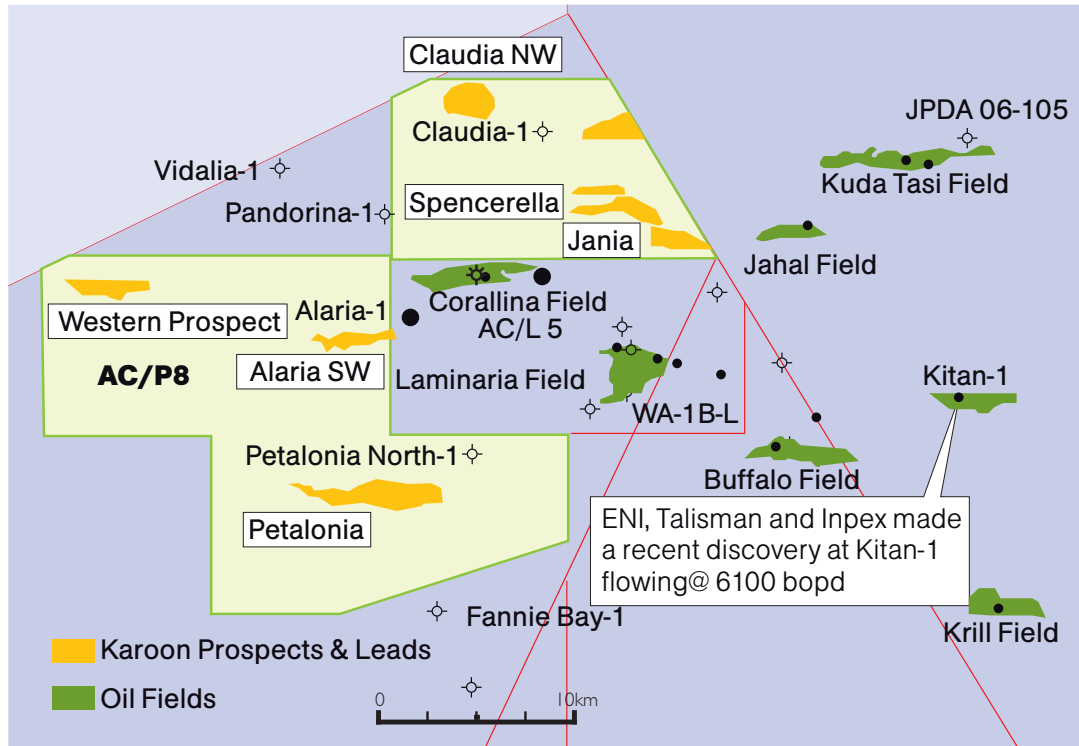 Claudia NW
JPDA 06-105
Claudia-1
Vidalia-1
Kuda Tasi Field
Spencerella
Pandorina-1
Jania
Jahal Field
Corallina Field
AC/L 5
Alaria-1
Western Prospect
AC/P8
Alaria SW
Laminaria Field
Kitan-1
WA-1B-L
Petalonia North-1
Buffalo Field
Petalonia
ENI, Talisman and Inpex made
a recent discovery at Kitan-1
flowing@ 6100 bopd
Fannie Bay-1
Krill Field
Karoon Prospects & Leads
Oil Fields
0
10km